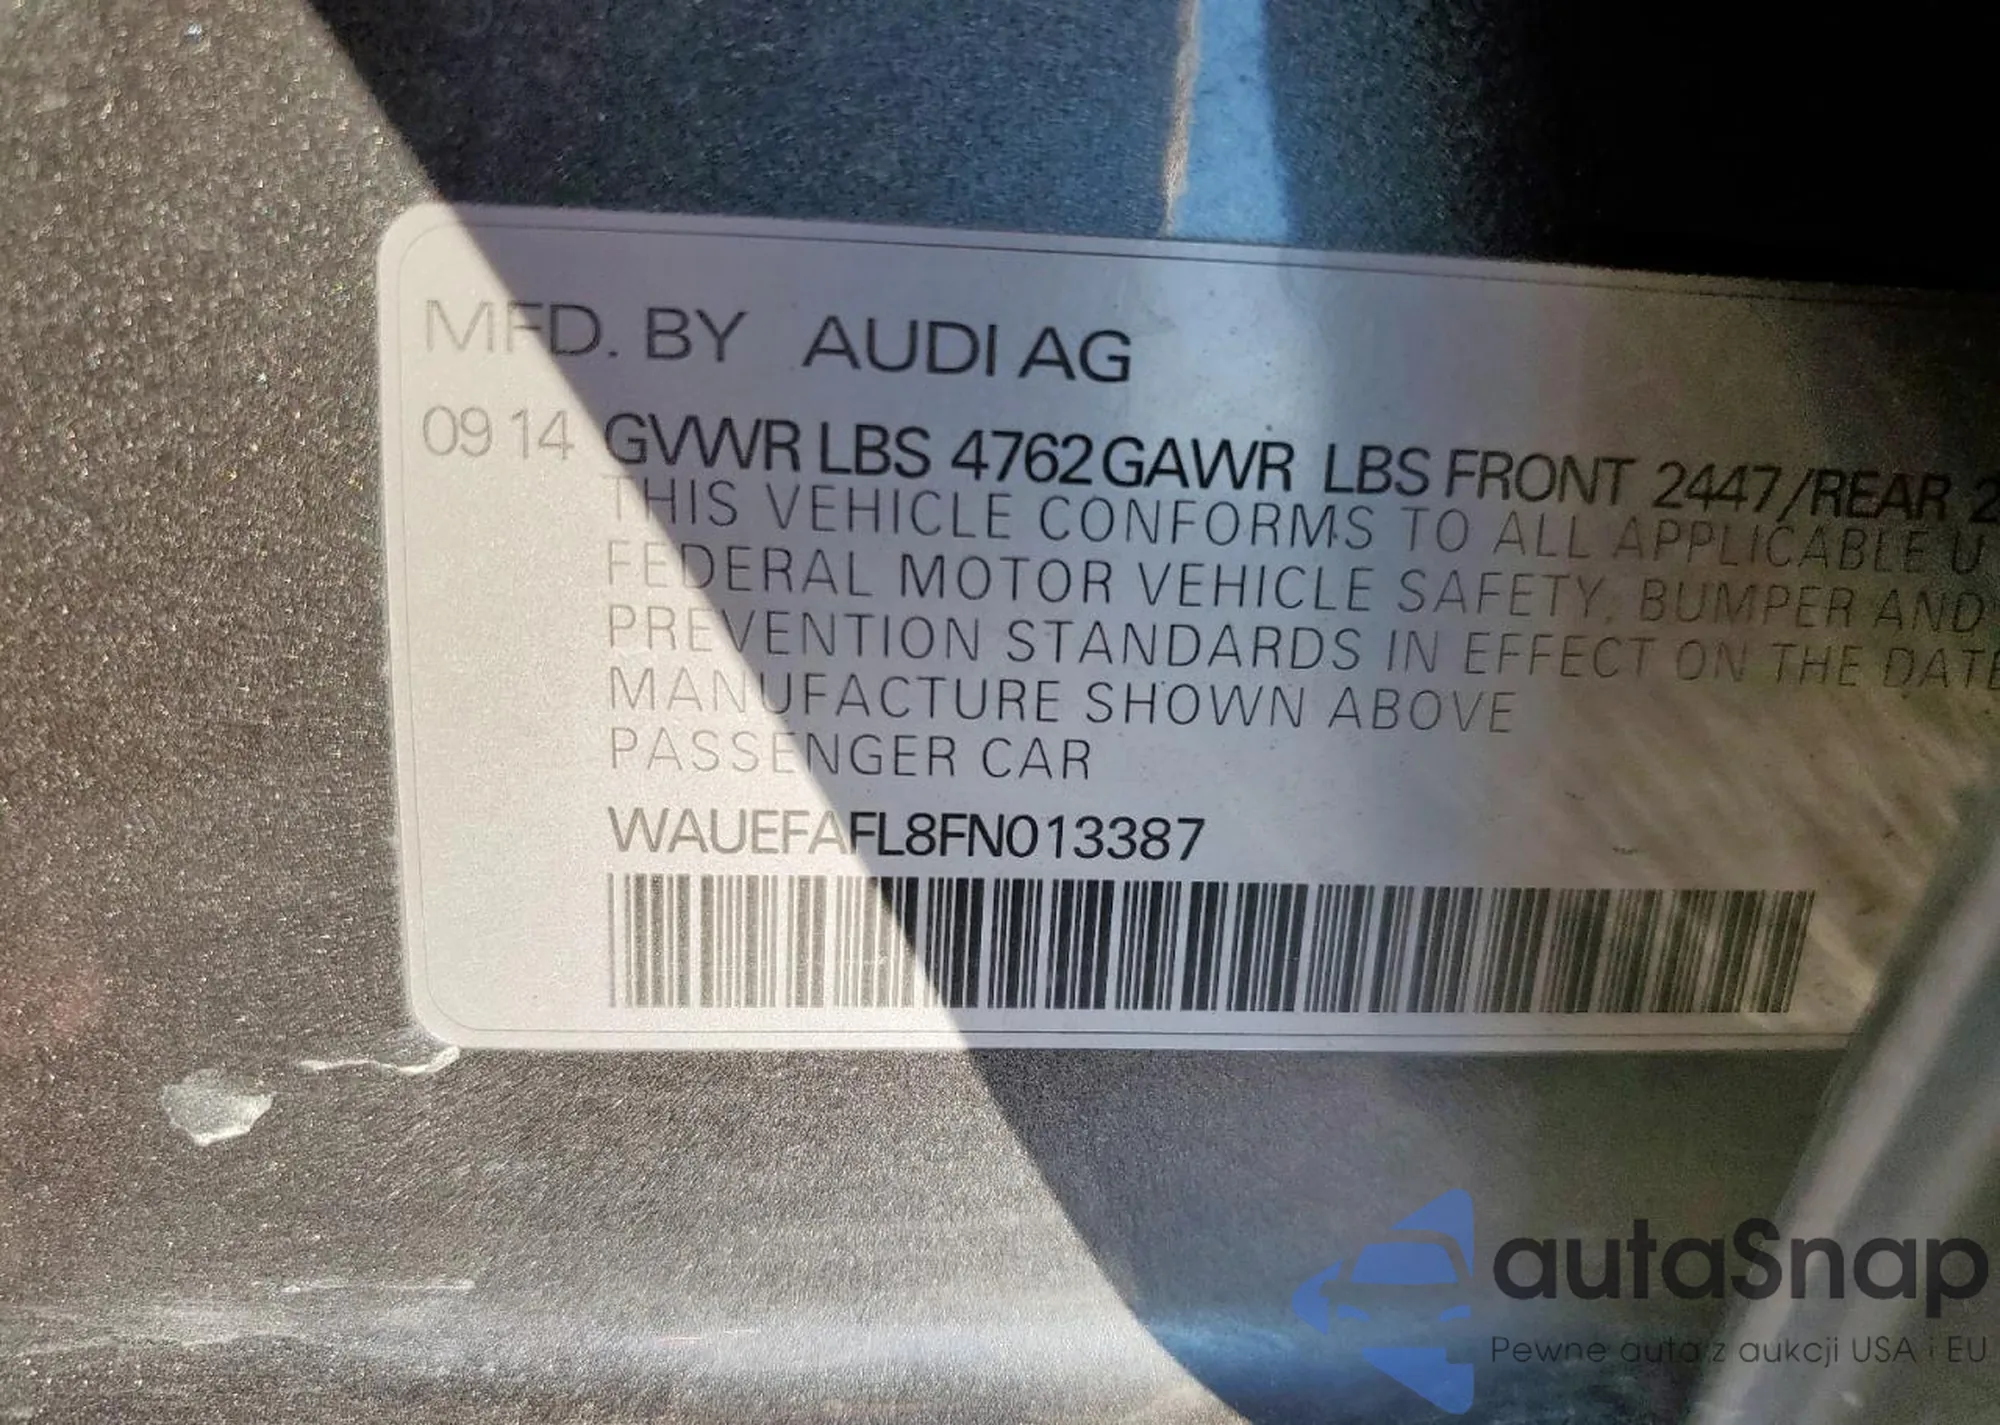 MFD. BY AUDI AG
09 14 GVWR LBS 4762 GAWR LBS FRONT 2447/REAR 2
THIS VEHICLE CONFORMS TO ALL APPLICABLE U
FEDERAL MOTOR VEHICLE SAFETY, BUMPER AND
PREVENTION STANDARDS IN EFFECT ON THE DATE
MANUFACTURE SHOWN ABOVE
PASSENGER CAR
WAUEFAFL8FN013387
autaSnap
Pewne auta z aukcji USA i EU